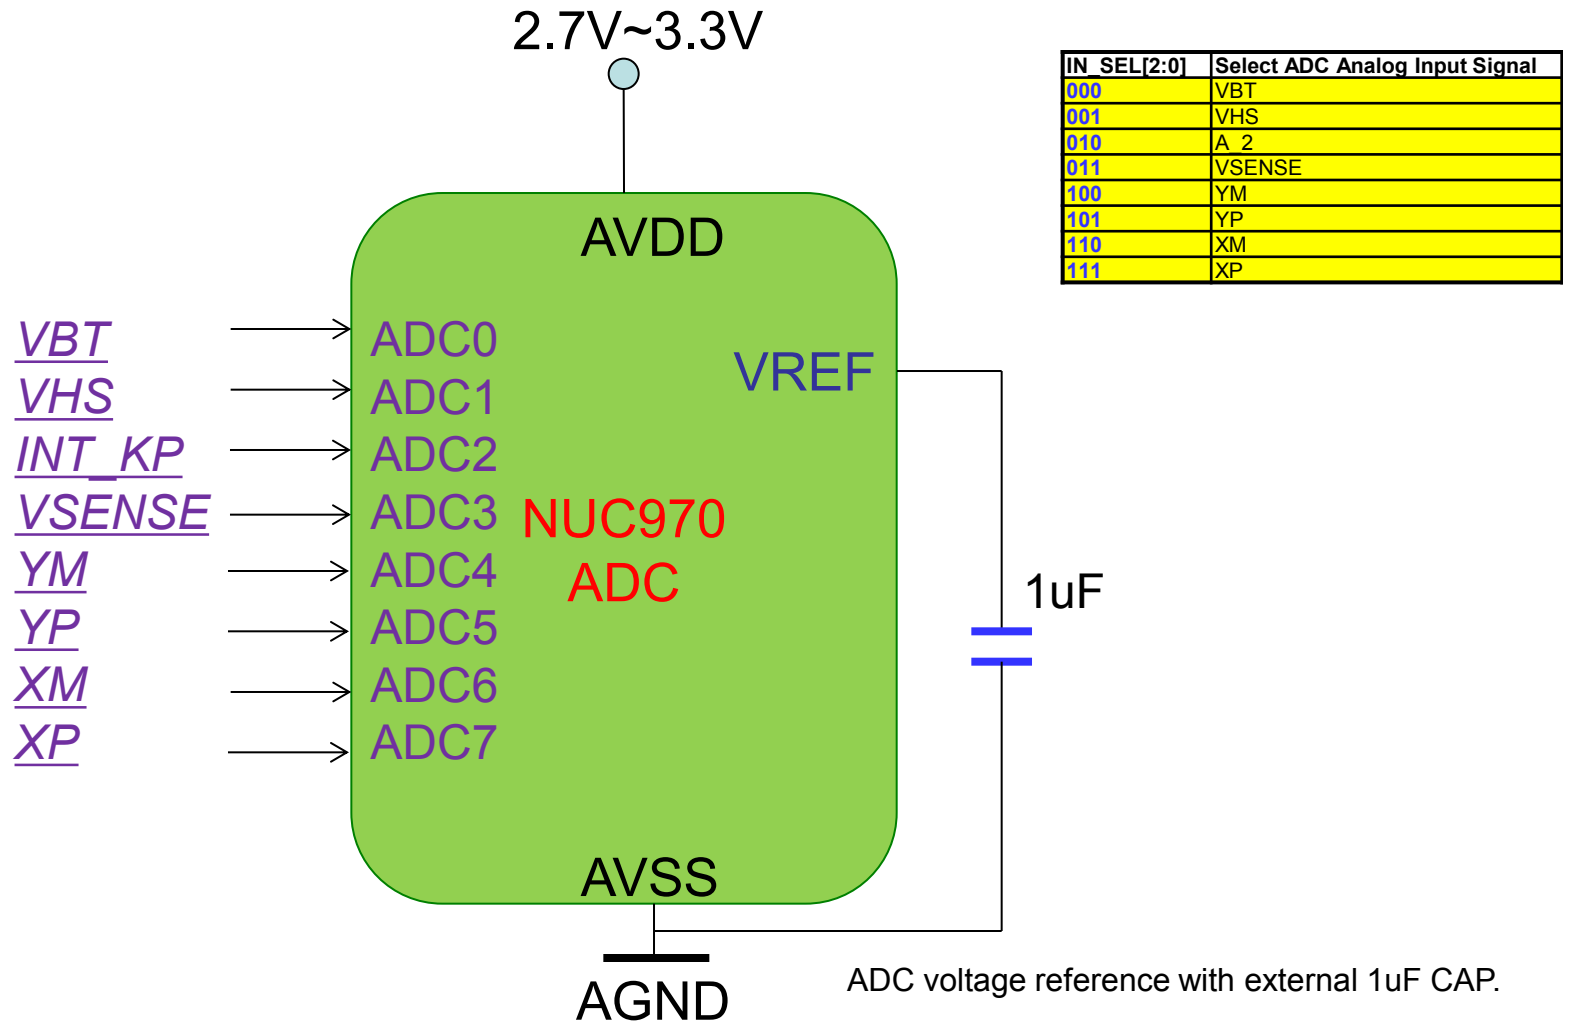 2.7V~3.3V
IN_SEL[2:0] Select ADC Analog Input Signal
000 VBT
001 VHS
010 A_2
011 VSENSE
100 YM
101 YP
110 XM
111 XP
AVDD
VBT ADC0
VREF
VHS ADC1
INT_KP ADC2
VSENSE ADC3 NUC970
YM ADC4 ADC
1uF
YP ADC5
XM ADC6
XP ADC7
AVSS
AGND
ADC voltage reference with external 1uF CAP.